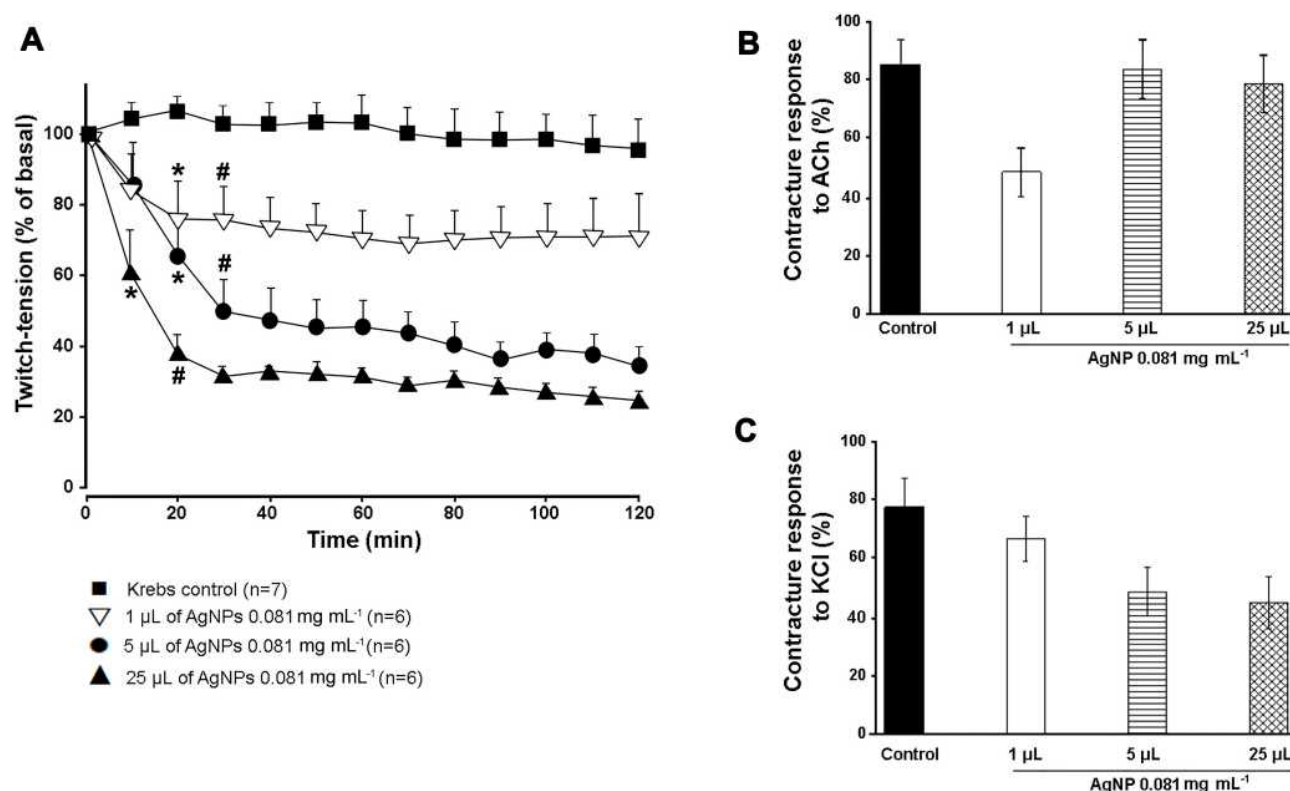 A
Twitch-tension (% of basal)
100
80
60
40
20
0
* #
#
*
*
#
0 20 40 60 80 100 120
Time (min)
Krebs control (n=7)
1 µL of AgNPs 0.081 mg mL⁻¹ (n=6)
5 µL of AgNPs 0.081 mg mL⁻¹ (n=6)
25 µL of AgNPs 0.081 mg mL⁻¹ (n=6)
B
Contracture response
to ACh (%)
100
80
60
40
20
0
Control 1 µL 5 µL 25 µL
AgNP 0.081 mg mL⁻¹
C
Contracture response
to KCl (%)
100
80
60
40
20
0
Control 1 µL 5 µL 25 µL
AgNP 0.081 mg mL⁻¹